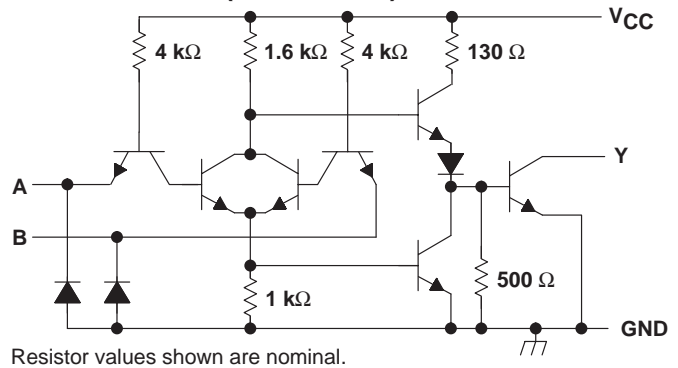 VCC
4 kΩ 1.6 kΩ 4 kΩ 130 Ω
A
Y
B
500 Ω
1 kΩ
GND
Resistor values shown are nominal.